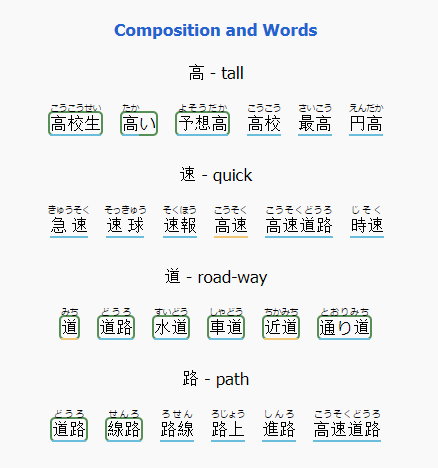 Composition and Words
高 - tall
こうこうせい たか よそうだか こうこう さいこう えんだか
高校生 高い 予想高 高校 最高 円高
速 - quick
きゅうそく そっきゅう そくほう こうそく こうそくどうろ じそく
急速 速球 速報 高速 高速道路 時速
道 - road-way
みち どうろ すいどう しゃどう ちかみち とおりみち
道 道路 水道 車道 近道 通り道
路 - path
どうろ せんろ ろせん ろじょう しんろ こうそくどうろ
道路 線路 路線 路上 進路 高速道路